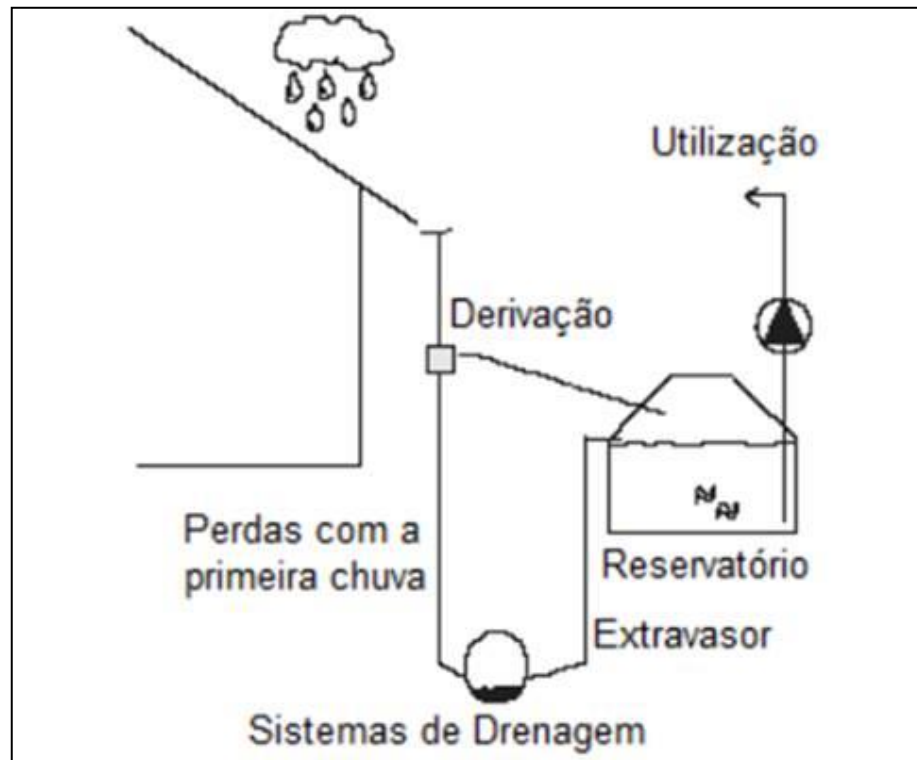 Utilização
Derivação
Perdas com a
primeira chuva
Reservatório
Extravasor
Sistemas de Drenagem